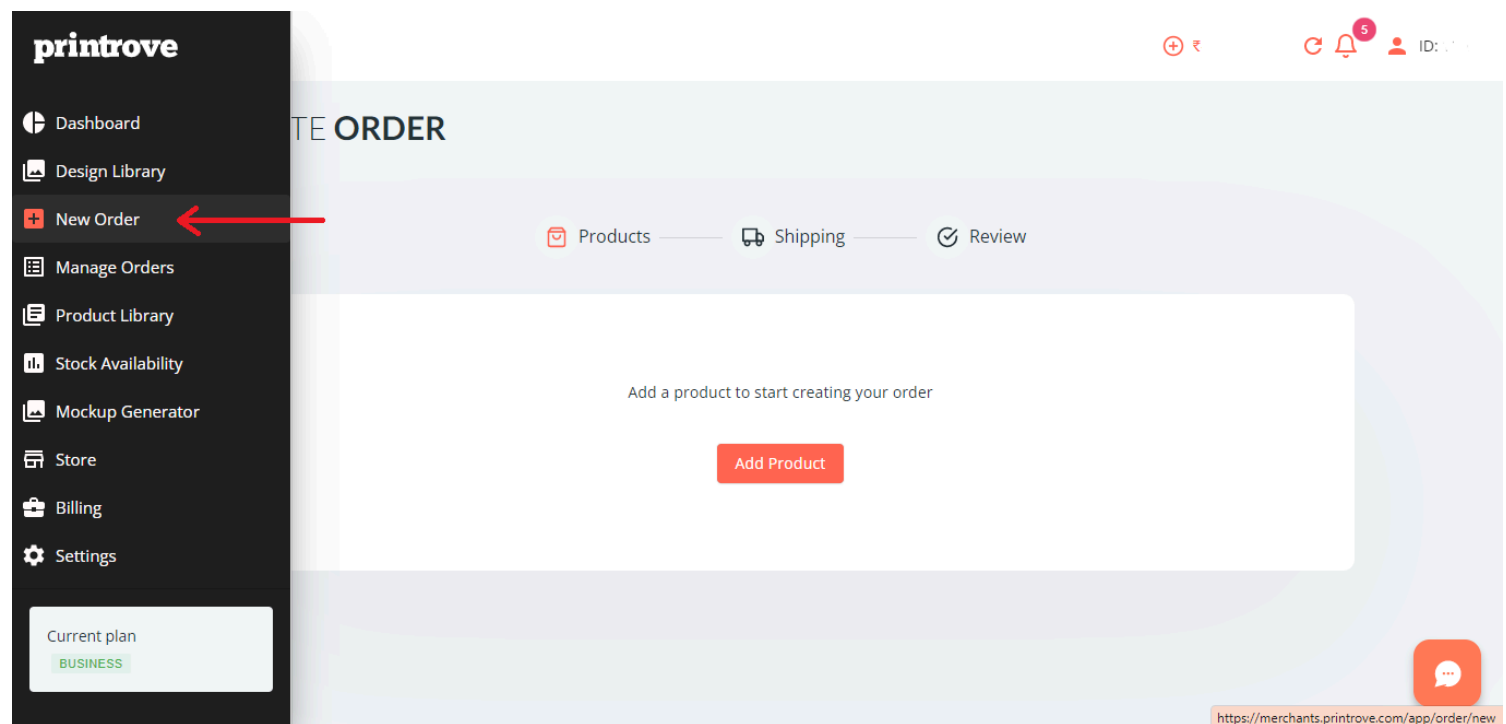 printrove
₹
5
ID:
Dashboard
Design Library
New Order
Manage Orders
Product Library
Stock Availability
Mockup Generator
Store
Billing
Settings
Current plan
BUSINESS
TE ORDER
Products
Shipping
Review
Add a product to start creating your order
Add Product
https://merchants.printrove.com/app/order/new